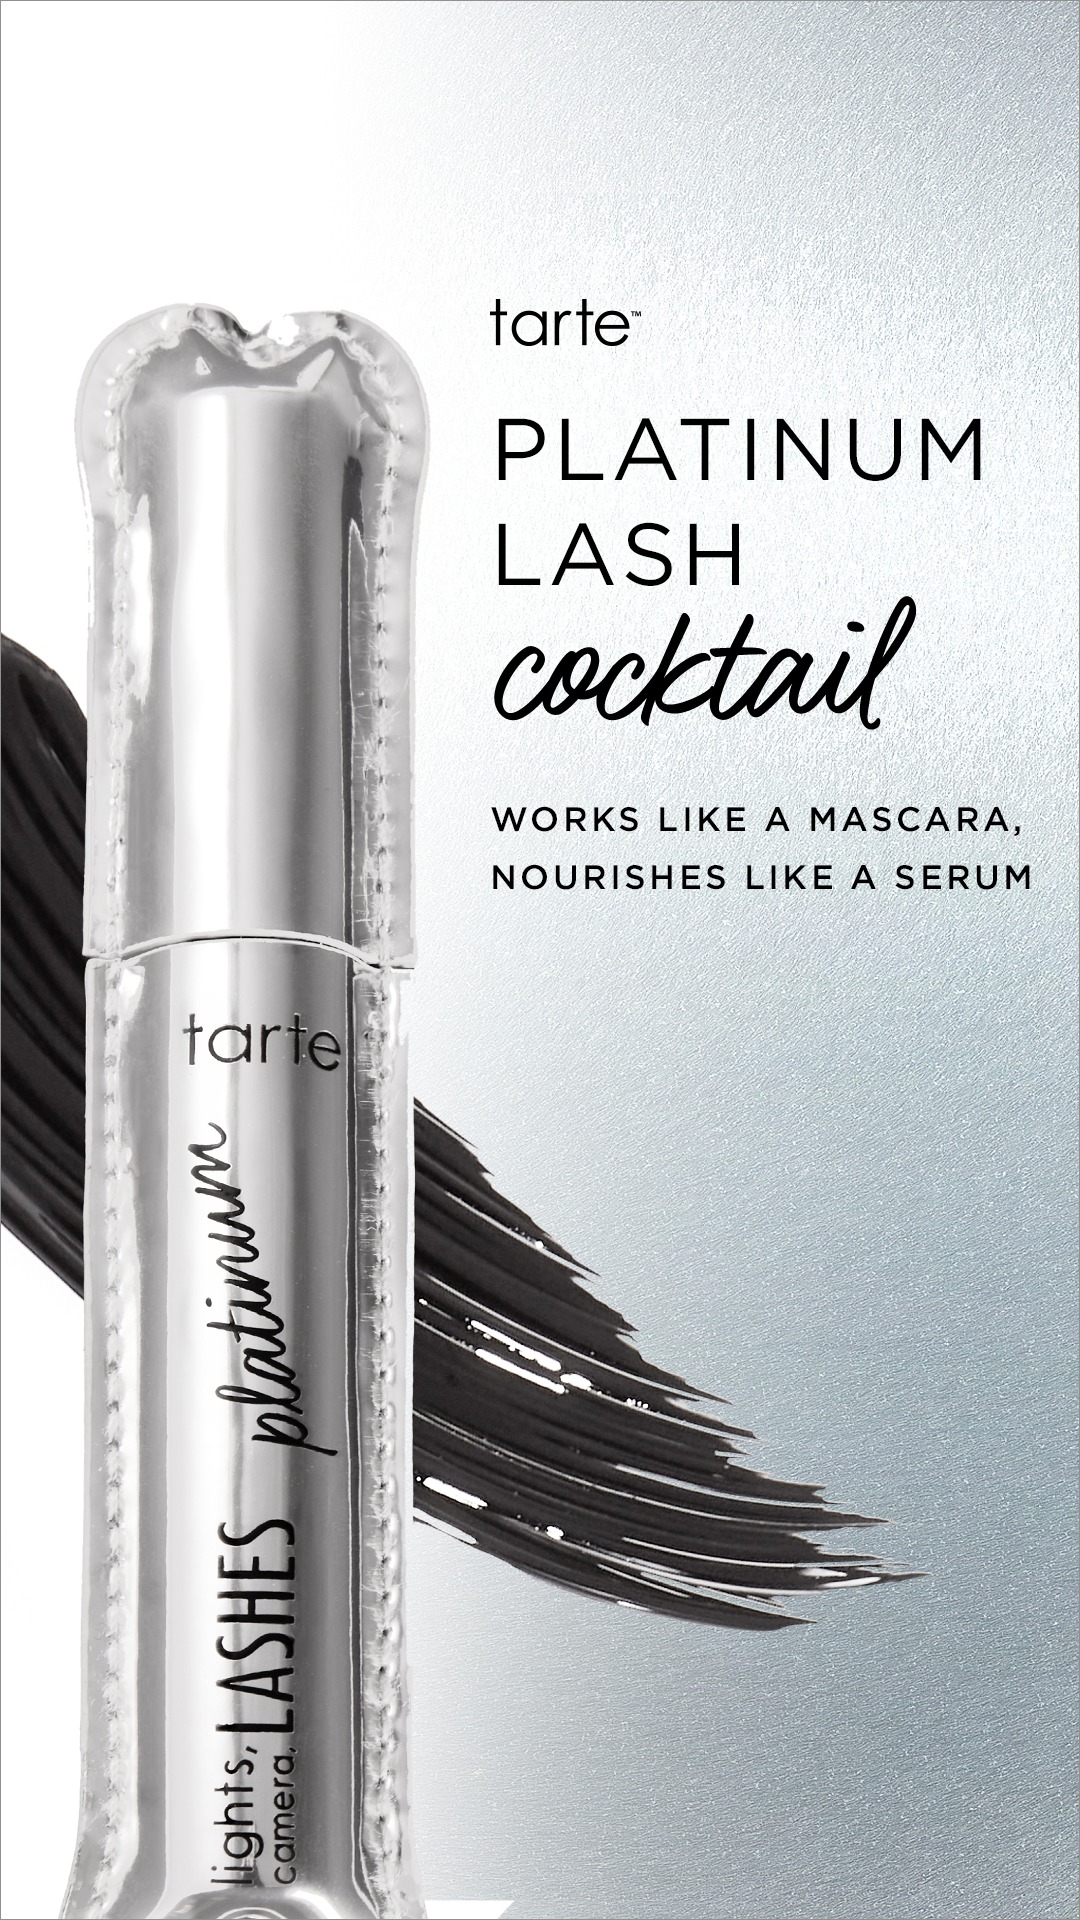 tarte™
PLATINUM
LASH
cocktail
WORKS LIKE A MASCARA,
NOURISHES LIKE A SERUM
tarte
lights,
camera, LASHES platinum